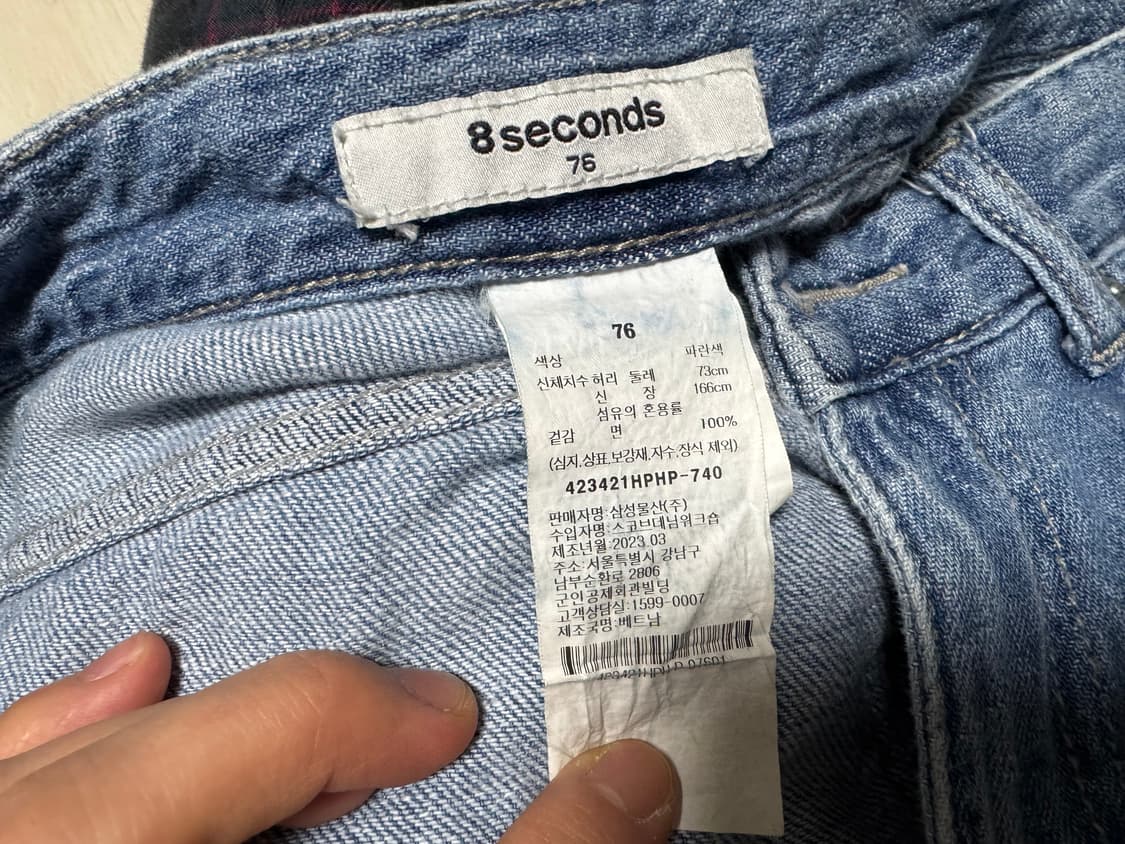 8seconds
76
76
색상 파란색
신체치수 허리 둘레 73cm
신 장 166cm
섬유의 혼용률
겉감 면 100%
(심지,상표,보강재,자수,장식 제외)
423421HPHP-740
판매자명:삼성물산(주)
수입자명:스코브데님워크숍
제조년월:2023.03
주소:서울특별시 강남구
남부순환로 2806
군인공제회관빌딩
고객상담실:1599-0007
제조국명:베트남